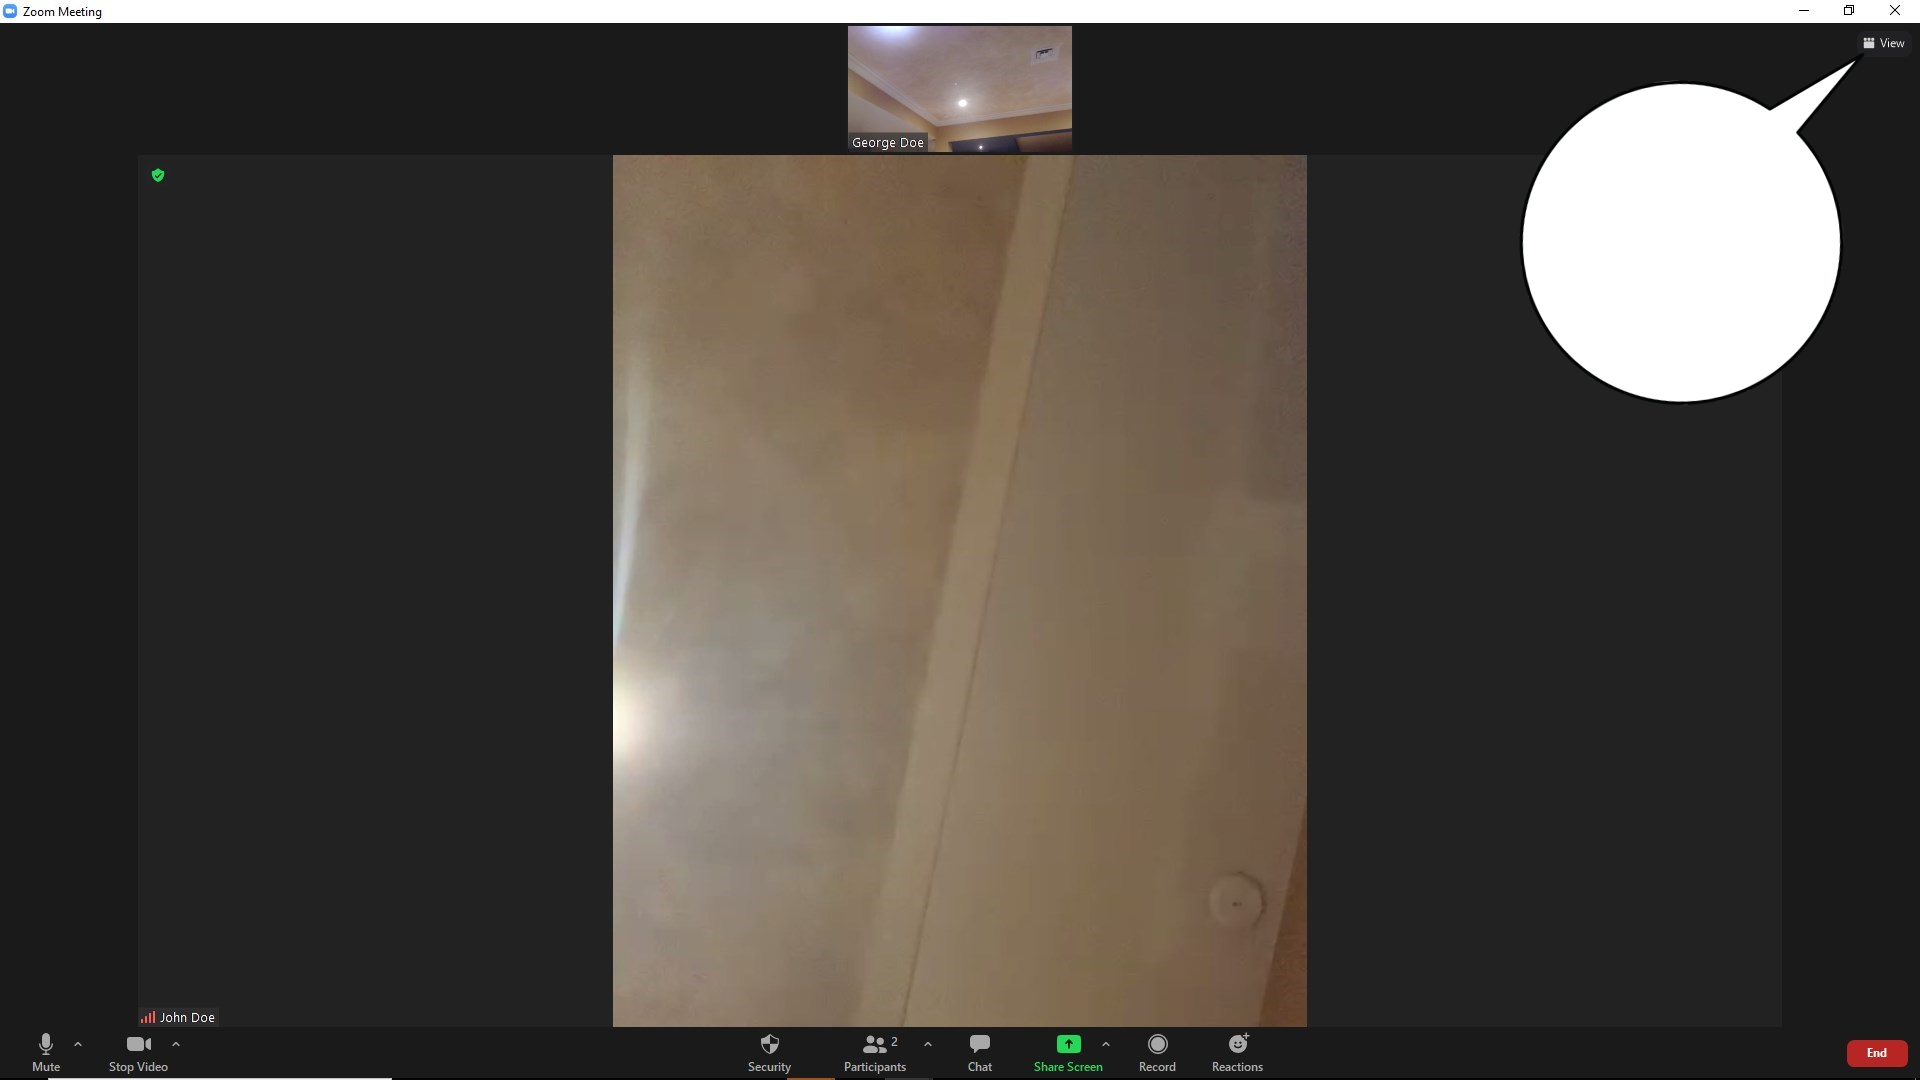 Zoom Meeting
View
George Doe
John Doe
Mute
Stop Video
Security
2
Participants
Chat
Share Screen
Record
Reactions
End